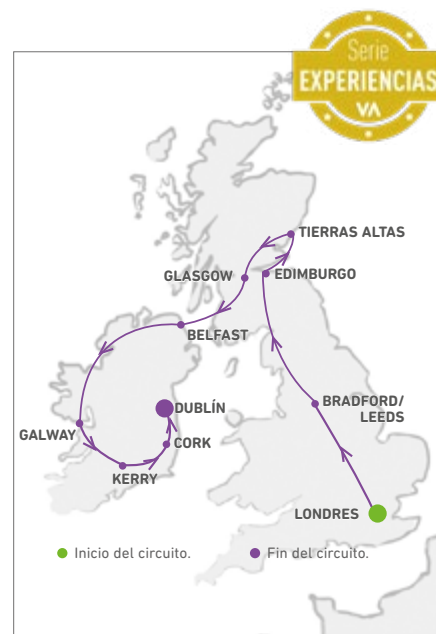 Serie
EXPERIENCIAS
VA
TIERRAS ALTAS
GLASGOW
EDIMBURGO
BELFAST
DUBLÍN
BRADFORD/
LEEDS
GALWAY
CORK
KERRY
LONDRES
Inicio del circuito.
Fin del circuito.